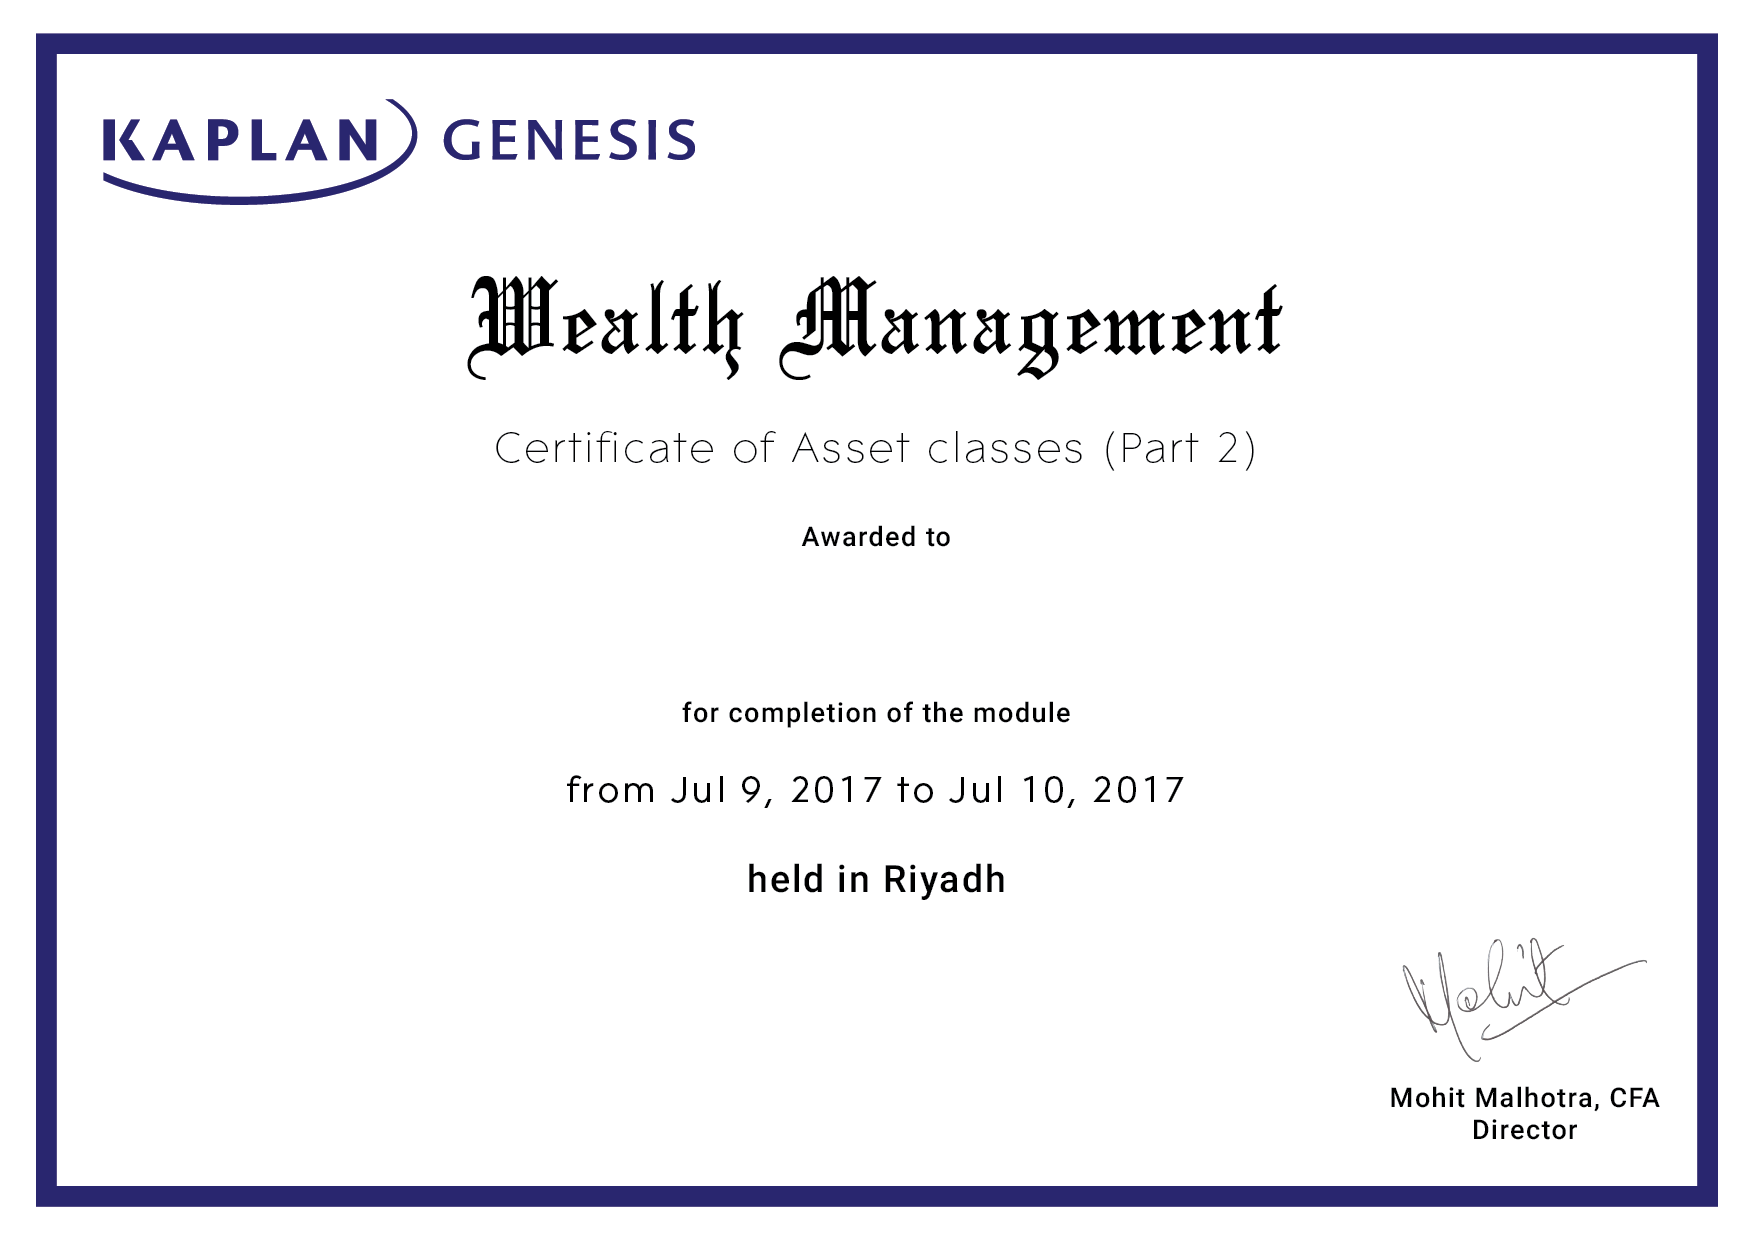 KAPLAN GENESIS
Wealth Management
Certificate of Asset classes (Part 2)
Awarded to
for completion of the module
from Jul 9, 2017 to Jul 10, 2017
held in Riyadh
Mohit
Mohit Malhotra, CFA
Director